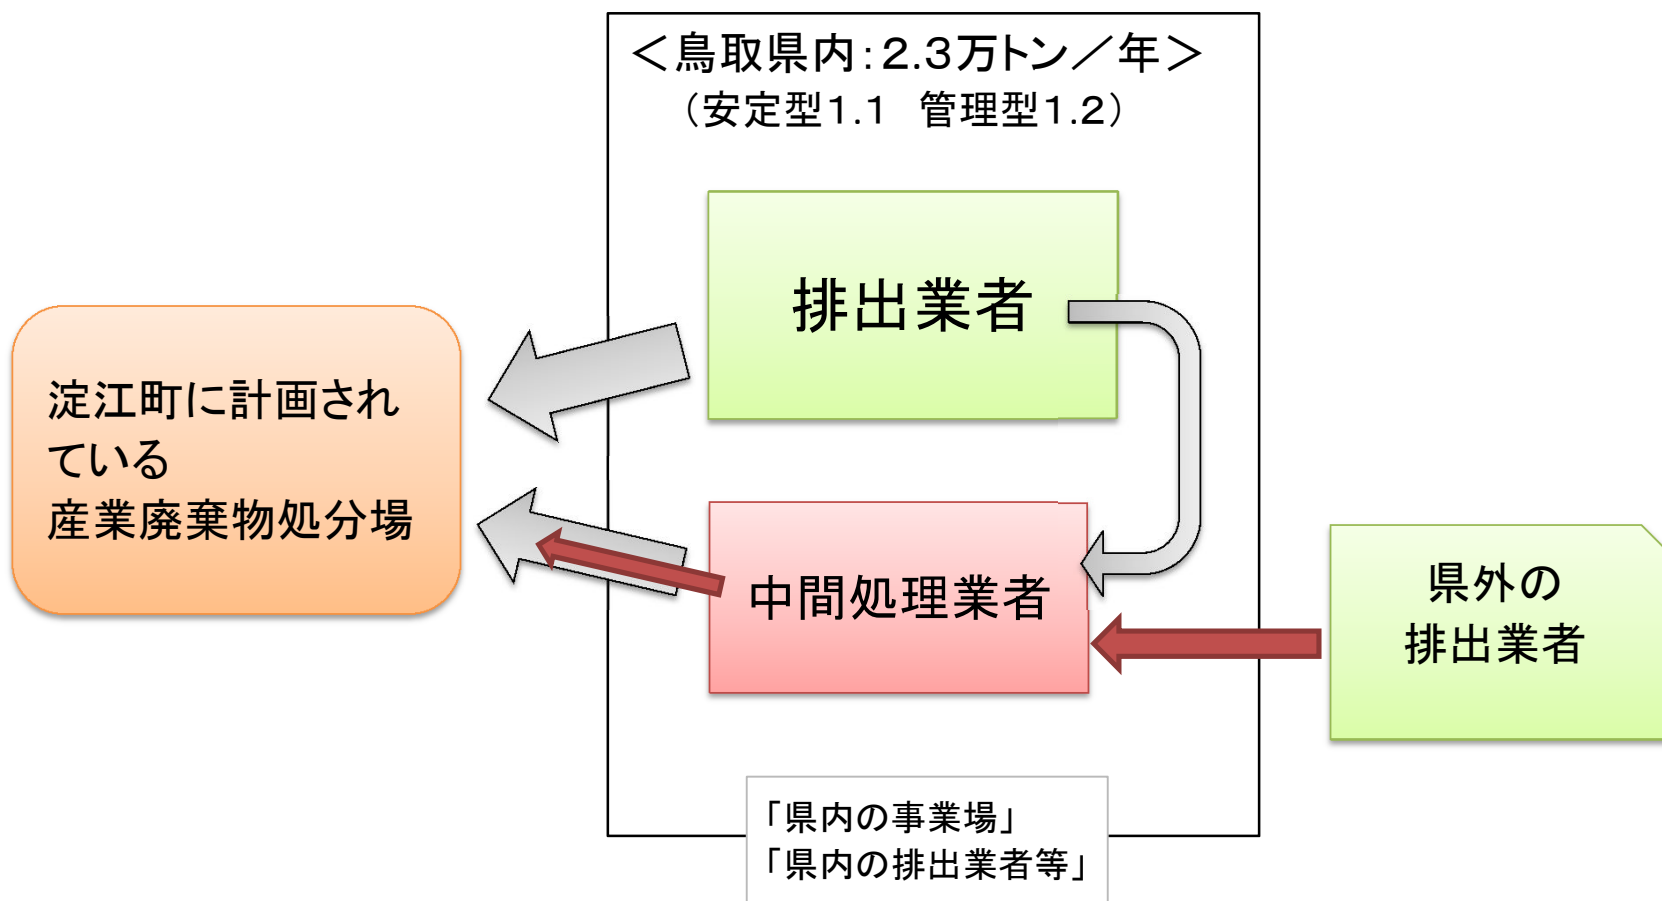 ＜鳥取県内：２.３万トン／年＞
（安定型１.１　管理型１.２）
排出業者
淀江町に計画され
ている
産業廃棄物処分場
中間処理業者
県外の
排出業者
「県内の事業場」
「県内の排出業者等」